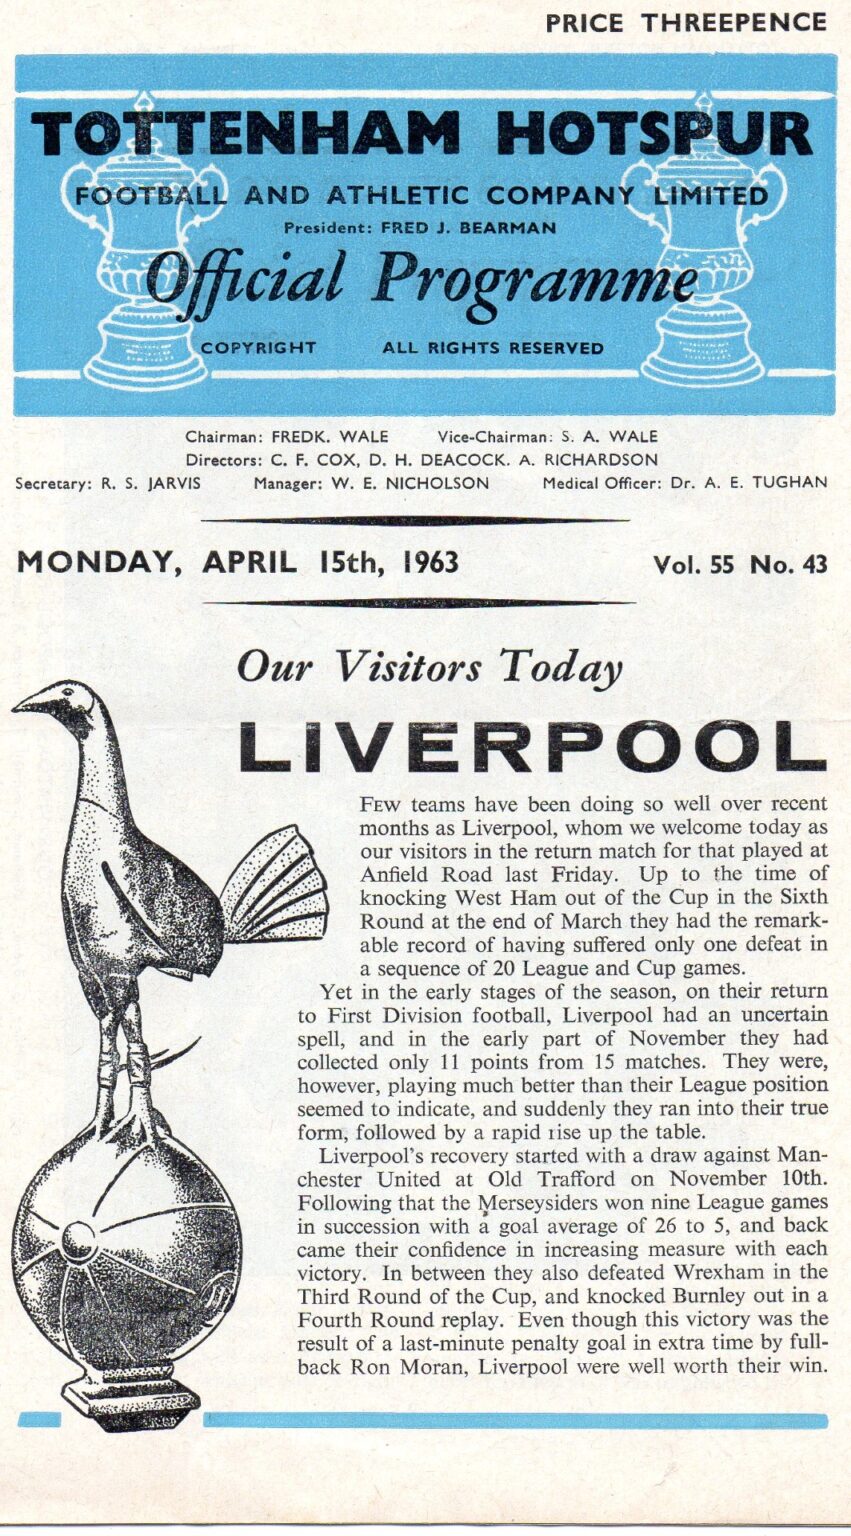 PRICE THREEPENCE
TOTTENHAM HOTSPUR
FOOTBALL AND ATHLETIC COMPANY LIMITED
President: FRED J. BEARMAN
Official Programme
COPYRIGHT ALL RIGHTS RESERVED
Chairman: FREDK. WALE Vice-Chairman: S. A. WALE
Directors: C. F. COX, D. H. DEACOCK. A. RICHARDSON
Secretary: R. S. JARVIS Manager: W. E. NICHOLSON Medical Officer: Dr. A. E. TUGHAN
MONDAY, APRIL 15th, 1963 Vol. 55 No. 43
Our Visitors Today
LIVERPOOL
FEW teams have been doing so well over recent
months as Liverpool, whom we welcome today as
our visitors in the return match for that played at
Anfield Road last Friday. Up to the time of
knocking West Ham out of the Cup in the Sixth
Round at the end of March they had the remark-
able record of having suffered only one defeat in
a sequence of 20 League and Cup games.
Yet in the early stages of the season, on their return
to First Division football, Liverpool had an uncertain
spell, and in the early part of November they had
collected only 11 points from 15 matches. They were,
however, playing much better than their League position
seemed to indicate, and suddenly they ran into their true
form, followed by a rapid rise up the table.
Liverpool's recovery started with a draw against Man-
chester United at Old Trafford on November 10th.
Following that the Merseysiders won nine League games
in succession with a goal average of 26 to 5, and back
came their confidence in increasing measure with each
victory. In between they also defeated Wrexham in the
Third Round of the Cup, and knocked Burnley out in a
Fourth Round replay. Even though this victory was the
result of a last-minute penalty goal in extra time by full-
back Ron Moran, Liverpool were well worth their win.